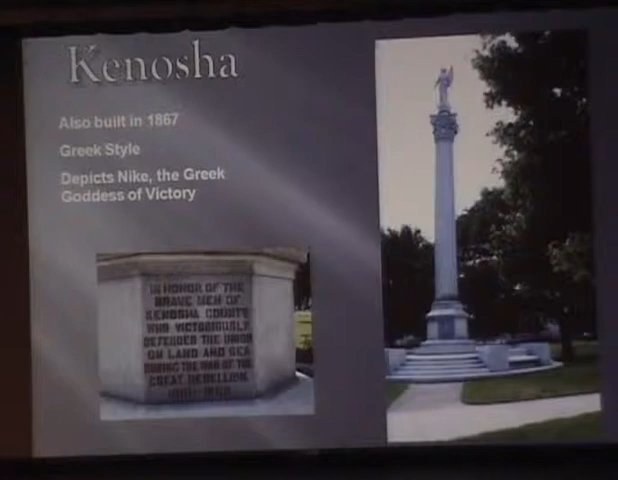 Kenosha
Also built in 1867
Greek Style
Depicts Nike, the Greek
Goddess of Victory
IN HONOR OF THE
BRAVE MEN OF
KENOSHA COUNTY
WHO VICTORIOUSLY
DEFENDED THE UNION
ON LAND AND SEA
DURING THE WAR OF THE
GREAT REBELLION